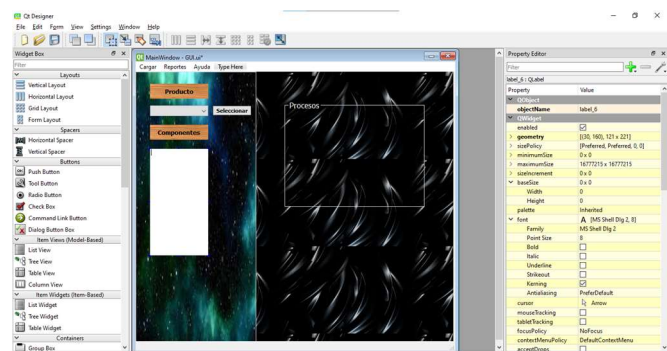 Qt Designer
File Edit Form View Settings Window Help
Widget Box
Filter
Layouts
Vertical Layout
Horizontal Layout
Grid Layout
Form Layout
Spacers
Horizontal Spacer
Vertical Spacer
Buttons
Push Button
Tool Button
Radio Button
Check Box
Command Link Button
Dialog Button Box
Item Views (Model-Based)
List View
Tree View
Table View
Column View
Item Widgets (Item-Based)
List Widget
Tree Widget
Table Widget
Containers
Group Box
MainWindow - GUI.ui*
Cargar Reportes Ayuda Type Here
Producto
Seleccionar
Componentes
Procesos
Property Editor
Filter
label_6 : QLabel
Property Value
QObject
objectName label_6
QWidget
enabled
geometry [(30, 160), 121 x 221]
sizePolicy [Preferred, Preferred, 0, 0]
minimumSize 0 x 0
maximumSize 16777215 x 16777215
sizeIncrement 0 x 0
baseSize 0 x 0
Width 0
Height 0
palette Inherited
font A [MS Shell Dlg 2, 8]
Family MS Shell Dlg 2
Point Size 8
Bold
Italic
Underline
Strikeout
Kerning
Antialiasing PreferDefault
cursor Arrow
mouseTracking
tabletTracking
focusPolicy NoFocus
contextMenuPolicy DefaultContextMenu
acceptDrops